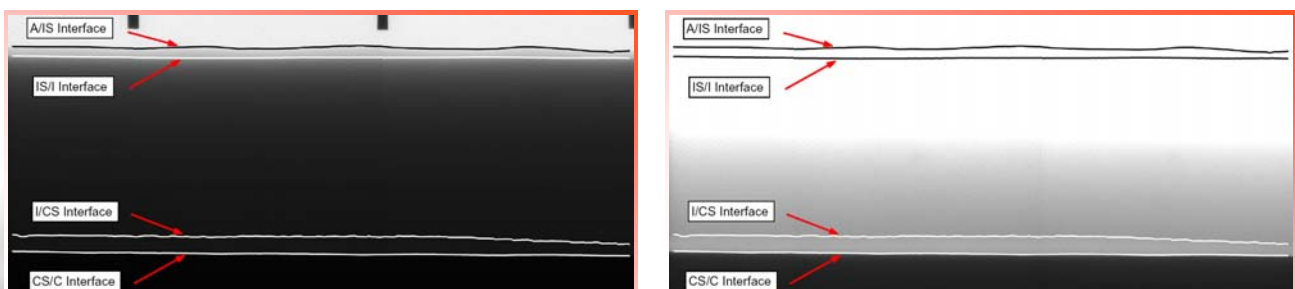 A/IS Interface
IS/I Interface
I/CS Interface
CS/C Interface
A/IS Interface
IS/I Interface
I/CS Interface
CS/C Interface